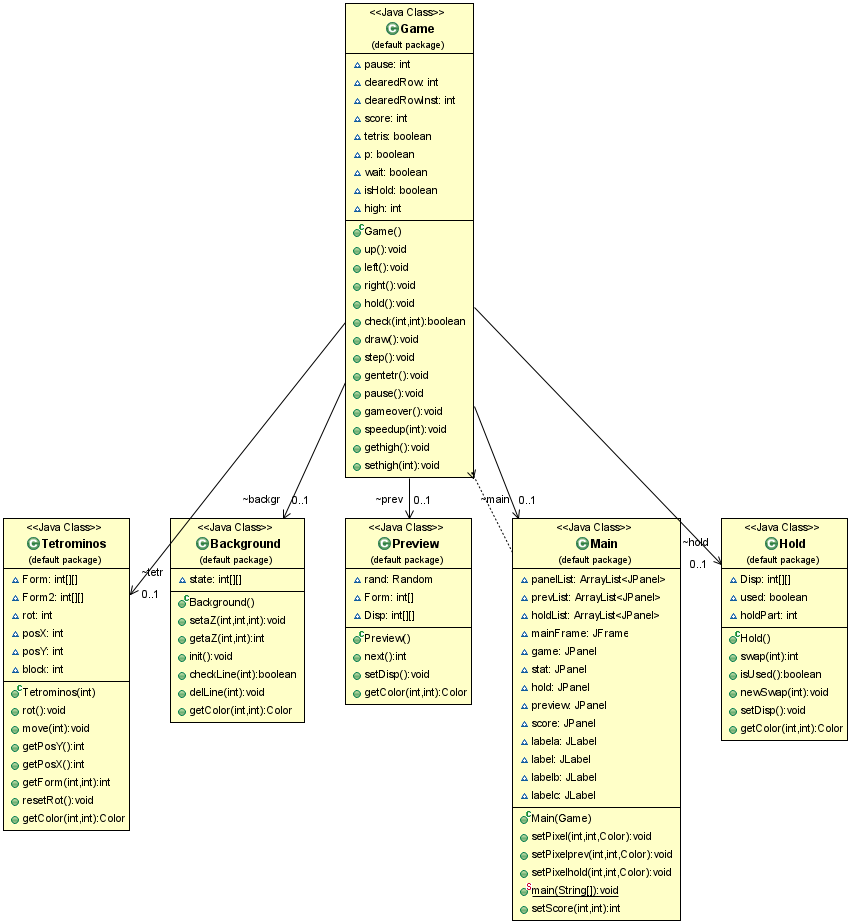 <<Java Class>>
Game
(default package)
pause: int
clearedRow: int
clearedRowInst: int
score: int
tetris: boolean
p: boolean
wait: boolean
isHold: boolean
high: int
Game()
up():void
left():void
right():void
hold():void
check(int,int):boolean
draw():void
step():void
gentetr():void
pause():void
gameover():void
speedup(int):void
gethigh():void
sethigh(int):void
~tetr
0..1
~backgr
0..1
~prev
0..1
~main
0..1
~hold
0..1
<<Java Class>>
Tetrominos
(default package)
Form: int[][]
Form2: int[][]
rot: int
posX: int
posY: int
block: int
Tetrominos(int)
rot():void
move(int):void
getPosY():int
getPosX():int
getForm(int,int):int
resetRot():void
getColor(int,int):Color
<<Java Class>>
Background
(default package)
state: int[][]
Background()
setaZ(int,int,int):void
getaZ(int,int):int
init():void
checkLine(int):boolean
delLine(int):void
getColor(int,int):Color
<<Java Class>>
Preview
(default package)
rand: Random
Form: int[]
Disp: int[][]
Preview()
next():int
setDisp():void
getColor(int,int):Color
<<Java Class>>
Main
(default package)
panelList: ArrayList<JPanel>
prevList: ArrayList<JPanel>
holdList: ArrayList<JPanel>
mainFrame: JFrame
game: JPanel
stat: JPanel
hold: JPanel
preview: JPanel
score: JPanel
labela: JLabel
label: JLabel
labelb: JLabel
labelc: JLabel
Main(Game)
setPixel(int,int,Color):void
setPixelprev(int,int,Color):void
setPixelhold(int,int,Color):void
main(String[]):void
setScore(int,int):int
<<Java Class>>
Hold
(default package)
Disp: int[][]
used: boolean
holdPart: int
Hold()
swap(int):int
isUsed():boolean
newSwap(int):void
setDisp():void
getColor(int,int):Color